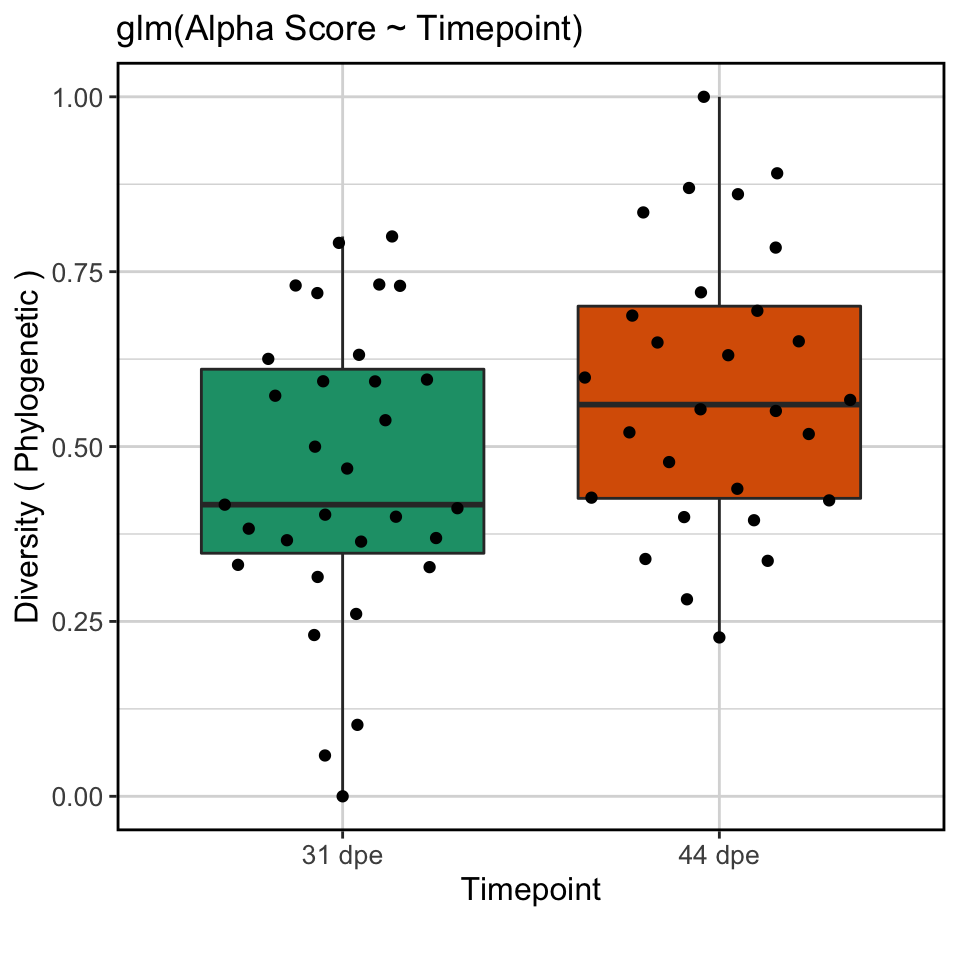 glm(Alpha Score ~ Timepoint)
Diversity ( Phylogenetic )
1.00
0.75
0.50
0.25
0.00
31 dpe
44 dpe
Timepoint